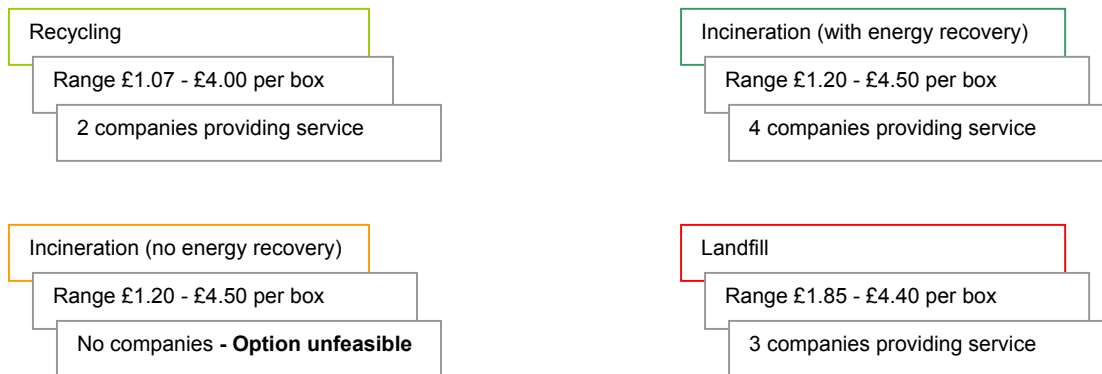 Recycling
Range £1.07 - £4.00 per box
2 companies providing service
Incineration (with energy recovery)
Range £1.20 - £4.50 per box
4 companies providing service
Incineration (no energy recovery)
Range £1.20 - £4.50 per box
No companies - Option unfeasible
Landfill
Range £1.85 - £4.40 per box
3 companies providing service